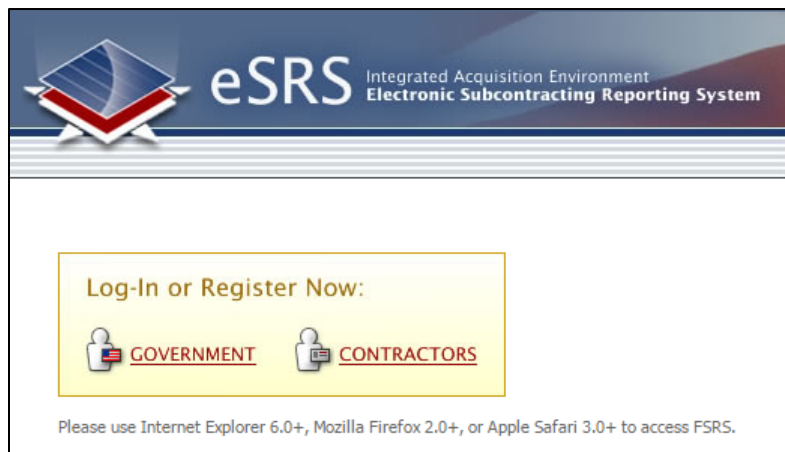 eSRS
Integrated Acquisition Environment
Electronic Subcontracting Reporting System
Log-In or Register Now:
GOVERNMENT CONTRACTORS
Please use Internet Explorer 6.0+, Mozilla Firefox 2.0+, or Apple Safari 3.0+ to access FSRS.